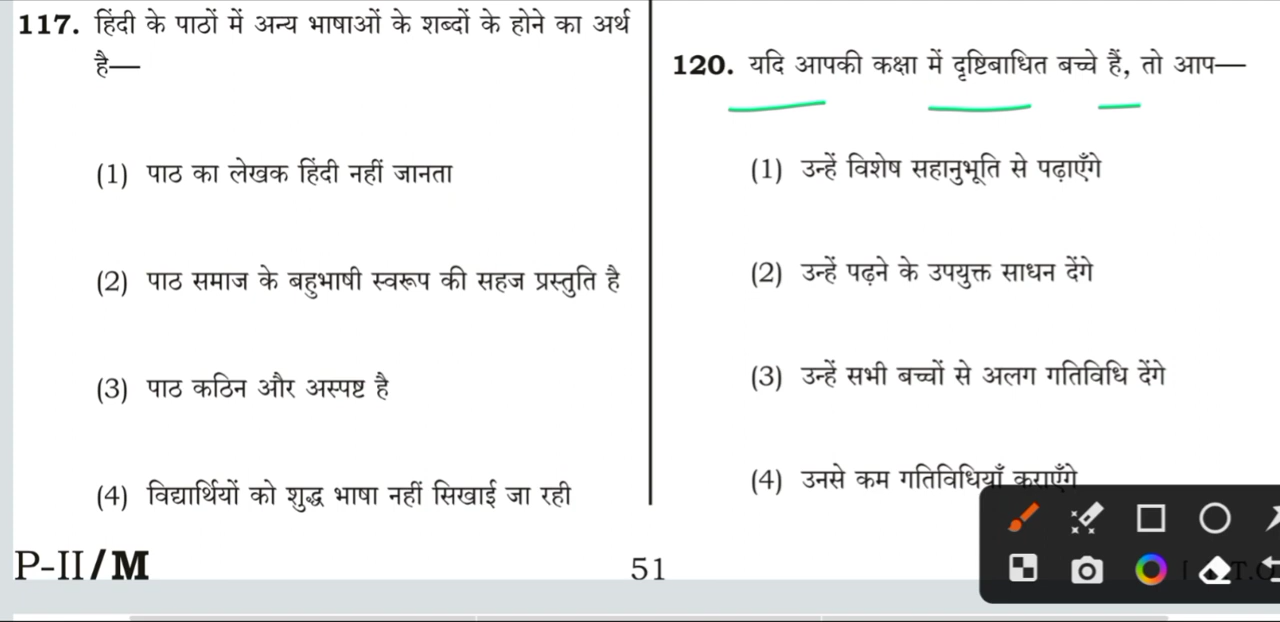 117. हिंदी के पाठों में अन्य भाषाओं के शब्दों के होने का अर्थ
है—
(1) पाठ का लेखक हिंदी नहीं जानता
(2) पाठ समाज के बहुभाषी स्वरूप की सहज प्रस्तुति है
(3) पाठ कठिन और अस्पष्ट है
(4) विद्यार्थियों को शुद्ध भाषा नहीं सिखाई जा रही
120. यदि आपकी कक्षा में दृष्टिबाधित बच्चे हैं, तो आप—
(1) उन्हें विशेष सहानुभूति से पढ़ाएँगे
(2) उन्हें पढ़ने के उपयुक्त साधन देंगे
(3) उन्हें सभी बच्चों से अलग गतिविधि देंगे
(4) उनसे कम गतिविधियाँ कराएँगे
P-II/M
51